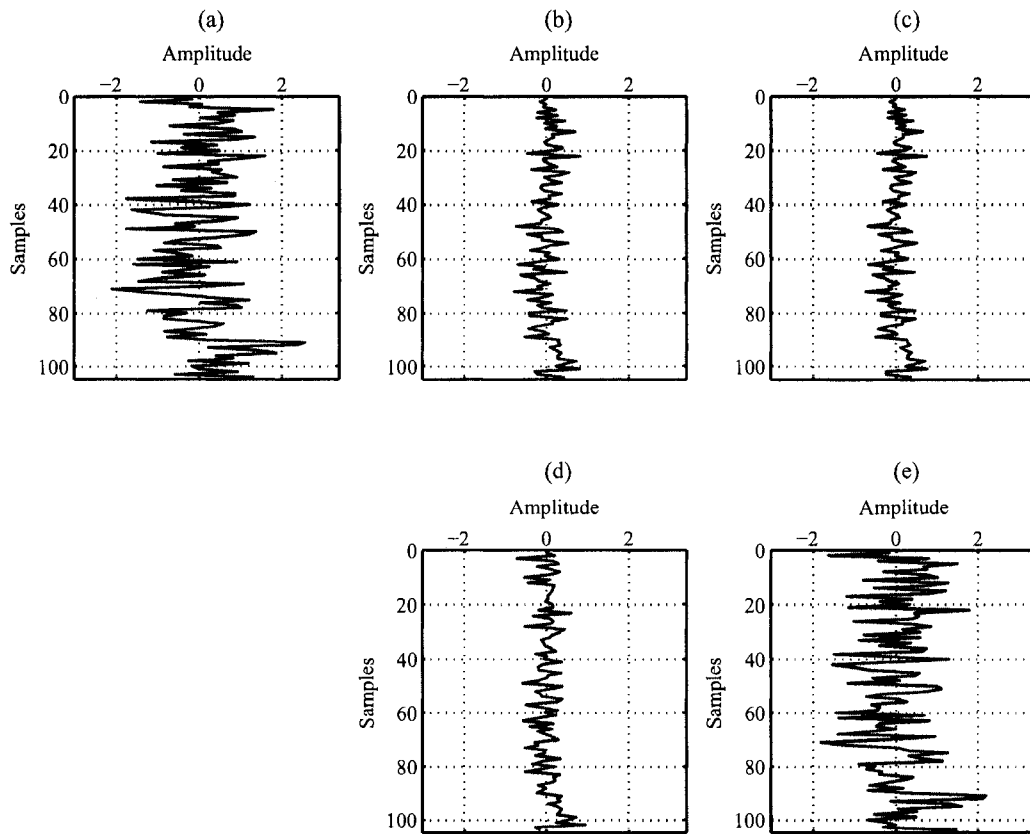 (a) (b) (c)
Amplitude Amplitude Amplitude
−2 0 2 −2 0 2 −2 0 2
0 0 0
20 20 20
40 40 40
Samples Samples Samples
60 60 60
80 80 80
100 100 100
(d) (e)
Amplitude Amplitude
−2 0 2 −2 0 2
0 0
20 20
40 40
Samples Samples
60 60
80 80
100 100